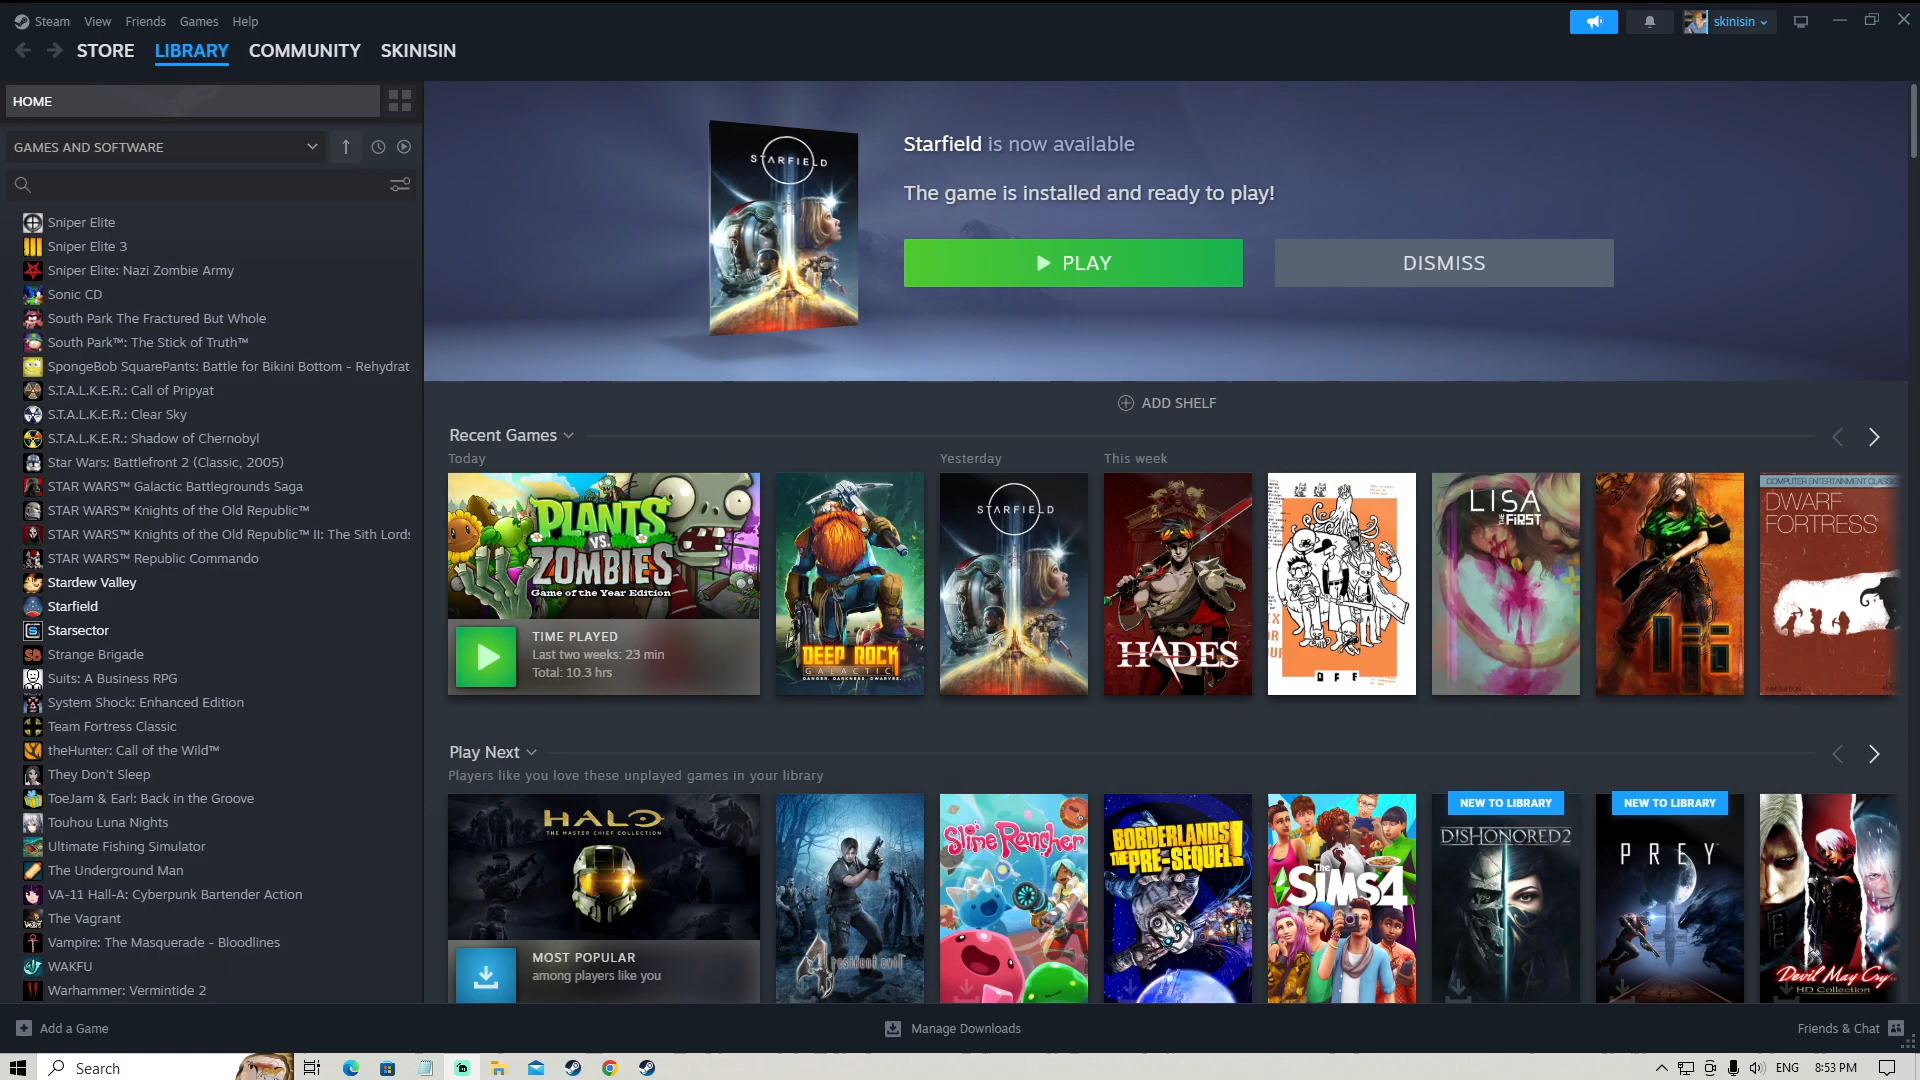 Steam View Friends Games Help
skinisin
STORE LIBRARY COMMUNITY SKINISIN
HOME
GAMES AND SOFTWARE
Sniper Elite
Sniper Elite 3
Sniper Elite: Nazi Zombie Army
Sonic CD
South Park The Fractured But Whole
South Park™: The Stick of Truth™
SpongeBob SquarePants: Battle for Bikini Bottom - Rehydrat
S.T.A.L.K.E.R.: Call of Pripyat
S.T.A.L.K.E.R.: Clear Sky
S.T.A.L.K.E.R.: Shadow of Chernobyl
Star Wars: Battlefront 2 (Classic, 2005)
STAR WARS™ Galactic Battlegrounds Saga
STAR WARS™ Knights of the Old Republic™
STAR WARS™ Knights of the Old Republic™ II: The Sith Lords
STAR WARS™ Republic Commando
Stardew Valley
Starfield
Starsector
Strange Brigade
Suits: A Business RPG
System Shock: Enhanced Edition
Team Fortress Classic
theHunter: Call of the Wild™
They Don't Sleep
ToeJam & Earl: Back in the Groove
Touhou Luna Nights
Ultimate Fishing Simulator
The Underground Man
VA-11 Hall-A: Cyberpunk Bartender Action
The Vagrant
Vampire: The Masquerade - Bloodlines
WAKFU
Warhammer: Vermintide 2
STARFIELD
Starfield is now available
The game is installed and ready to play!
PLAY
DISMISS
ADD SHELF
Recent Games
Today
Yesterday
This week
PLANTS
VS.
ZOMBIES
Game of the Year Edition
TIME PLAYED
Last two weeks: 23 min
Total: 10.3 hrs
DEEP ROCK
GALACTIC
DANGER. DARKNESS. DWARVES.
STARFIELD
HADES
OFF
LISA
THE FIRST
COMPUTER ENTERTAINMENT CLASSIC
DWARF
FORTRESS
Play Next
Players like you love these unplayed games in your library
HALO
THE MASTER CHIEF COLLECTION
MOST POPULAR
among players like you
4 resident evil
Slime Rancher
BORDERLANDS
THE PRE-SEQUEL!
The
SIMS4
NEW TO LIBRARY
DISHONORED2
NEW TO LIBRARY
PREY
Devil May Cry
HD Collection
Add a Game
Manage Downloads
Friends & Chat
Search
ENG
8:53 PM